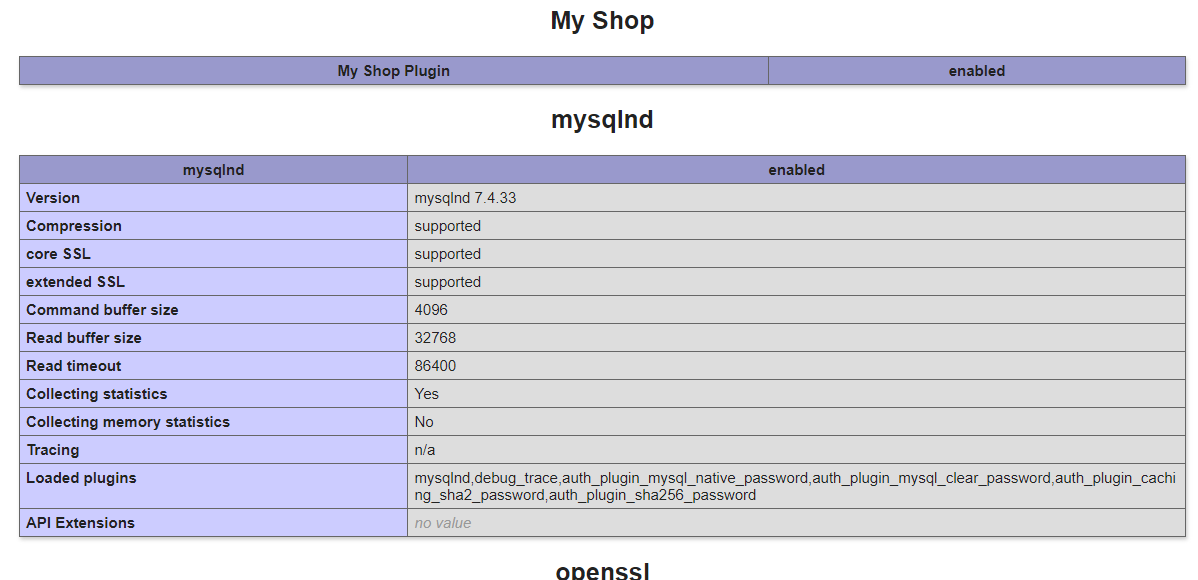 My Shop
My Shop Plugin enabled
mysqlnd
mysqlnd enabled
Version mysqlnd 7.4.33
Compression supported
core SSL supported
extended SSL supported
Command buffer size 4096
Read buffer size 32768
Read timeout 86400
Collecting statistics Yes
Collecting memory statistics No
Tracing n/a
Loaded plugins mysqlnd,debug_trace,auth_plugin_mysql_native_password,auth_plugin_mysql_clear_password,auth_plugin_cachi
ng_sha2_password,auth_plugin_sha256_password
API Extensions no value
openssl